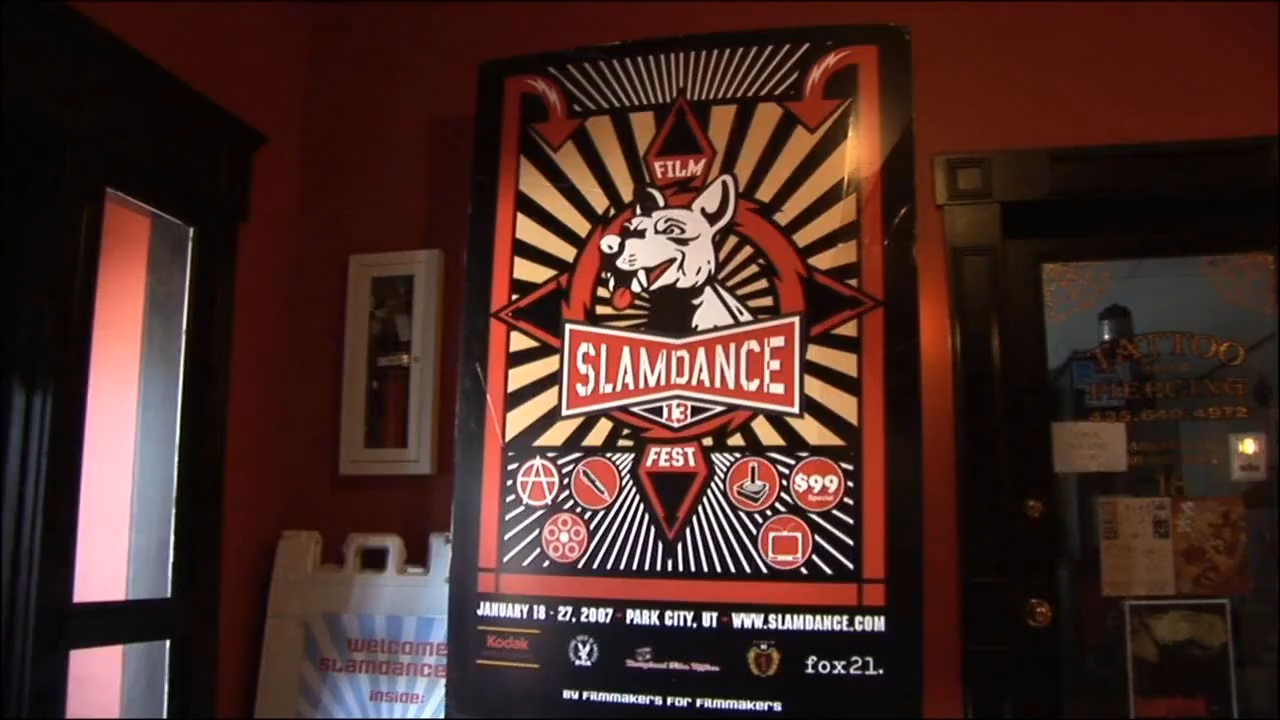 FILM
SLAMDANCE
13
FEST
$99
Special
JANUARY 18 - 27, 2007 · PARK CITY, UT · WWW.SLAMDANCE.COM
Kodak
fox21.
BY FILMMAKERS FOR FILMMAKERS
welcome
slamdance
inside:
TATTOO
PIERCING
435.640.4972